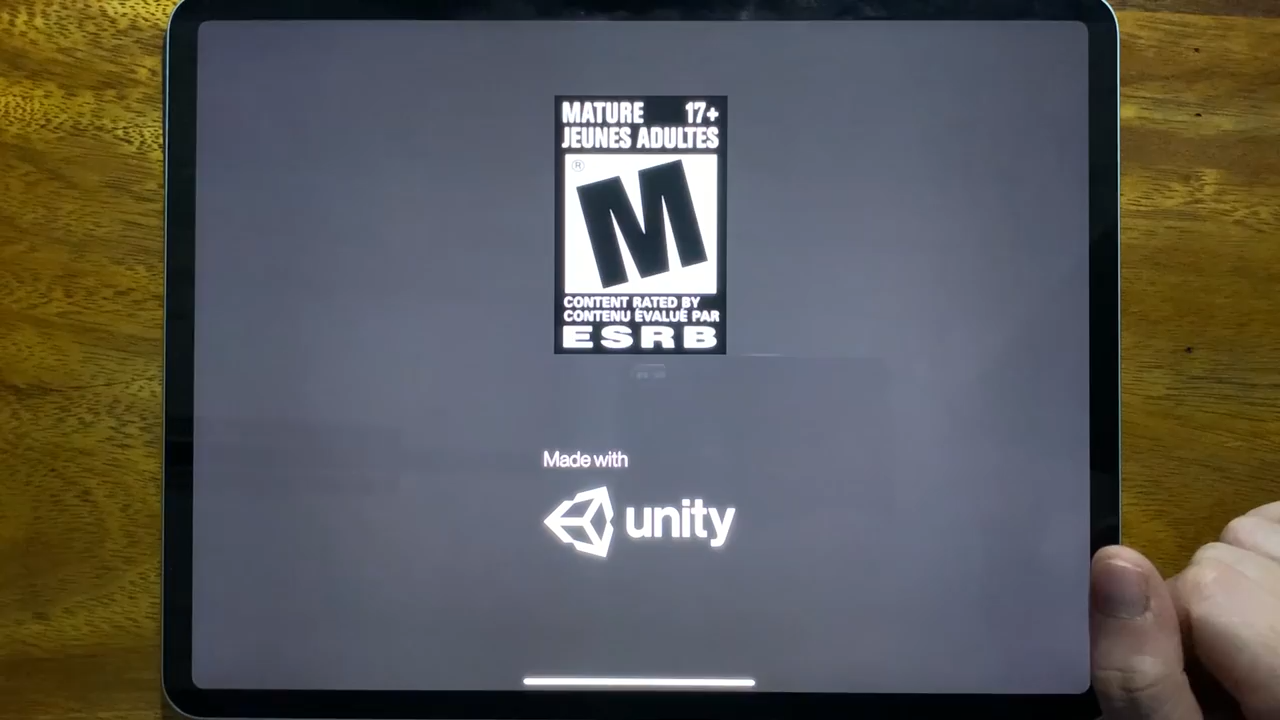 MATURE 17+
JEUNES ADULTES
®
M
CONTENT RATED BY
CONTENU ÉVALUÉ PAR
ESRB
Made with
unity